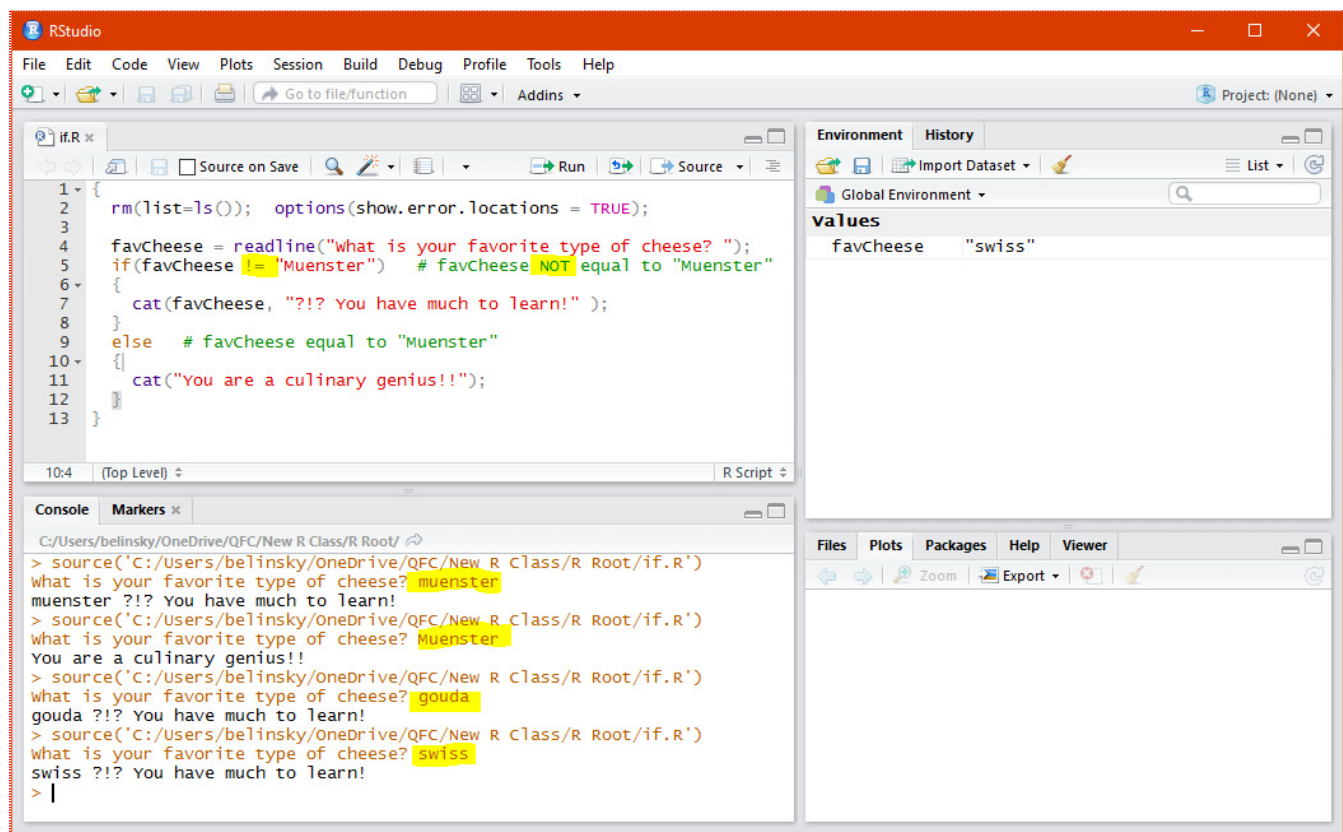 RStudio
File Edit Code View Plots Session Build Debug Profile Tools Help
Go to file/function Addins Project: (None)
if.R
Source on Save Run Source
1 {
2 rm(list=ls()); options(show.error.locations = TRUE);
3
4 favCheese = readline("What is your favorite type of cheese? ");
5 if(favCheese != "Muenster") # favCheese NOT equal to "Muenster"
6 {
7 cat(favCheese, "?!? You have much to learn!" );
8 }
9 else # favCheese equal to "Muenster"
10 {
11 cat("You are a culinary genius!!");
12 }
13 }
10:4 (Top Level) R Script
Console Markers
C:/Users/belinsky/OneDrive/QFC/New R Class/R Root/
> source('C:/Users/belinsky/OneDrive/QFC/New R Class/R Root/if.R')
What is your favorite type of cheese? muenster
muenster ?!? You have much to learn!
> source('C:/Users/belinsky/OneDrive/QFC/New R Class/R Root/if.R')
What is your favorite type of cheese? Muenster
You are a culinary genius!!
> source('C:/Users/belinsky/OneDrive/QFC/New R Class/R Root/if.R')
What is your favorite type of cheese? gouda
gouda ?!? You have much to learn!
> source('C:/Users/belinsky/OneDrive/QFC/New R Class/R Root/if.R')
What is your favorite type of cheese? swiss
swiss ?!? You have much to learn!
>
Environment History
Import Dataset List
Global Environment
Values
favCheese "swiss"
Files Plots Packages Help Viewer
Zoom Export